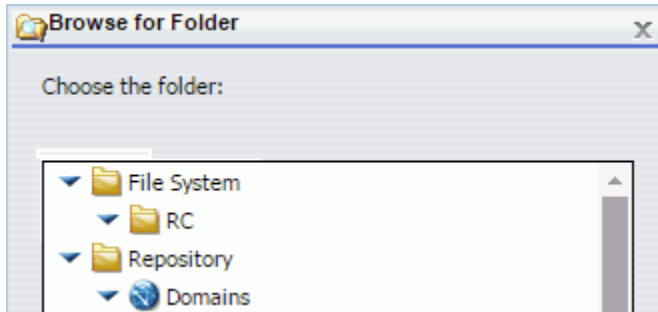 Browse for Folder
Choose the folder:
File System
RC
Repository
Domains